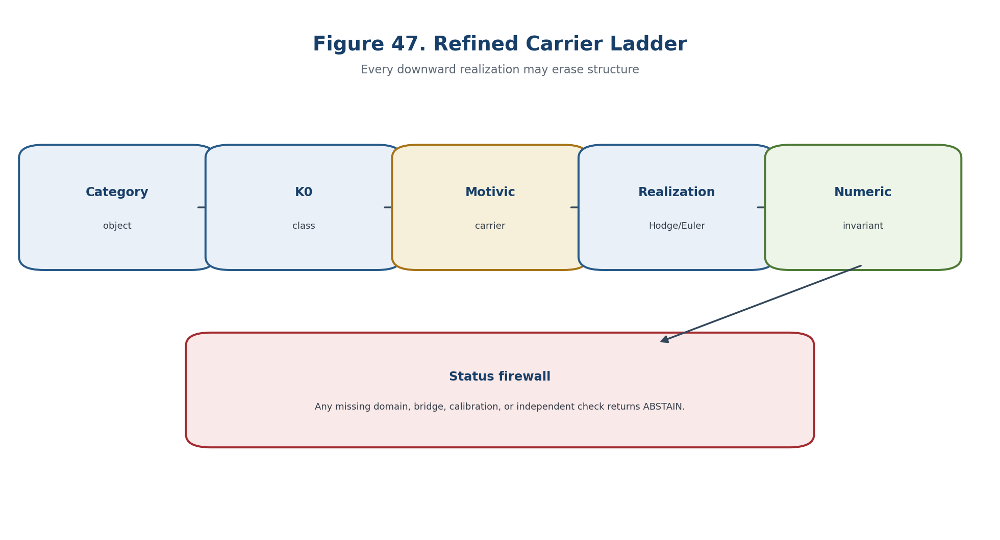 Figure 47. Refined Carrier Ladder
Every downward realization may erase structure
Category
object
K0
class
Motivic
carrier
Realization
Hodge/Euler
Numeric
invariant
Status firewall
Any missing domain, bridge, calibration, or independent check returns ABSTAIN.